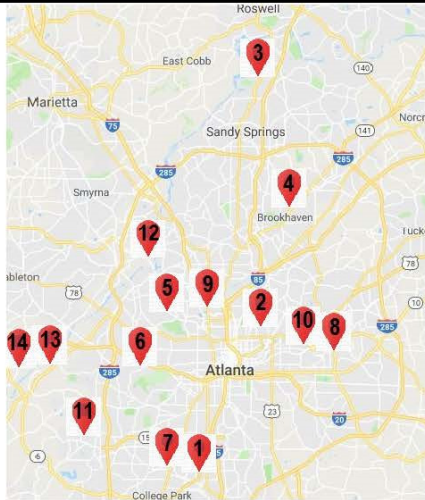 Roswell
3
East Cobb
140
Marietta
75
Norcr
141
Sandy Springs
285
285
4
Smyrna
Brookhaven
12
Tuck
78
ableton
85
9
5
78
2
10
10
8
285
14
13
6
Atlanta
285
11
23
20
15
7
1
5
6
College Park